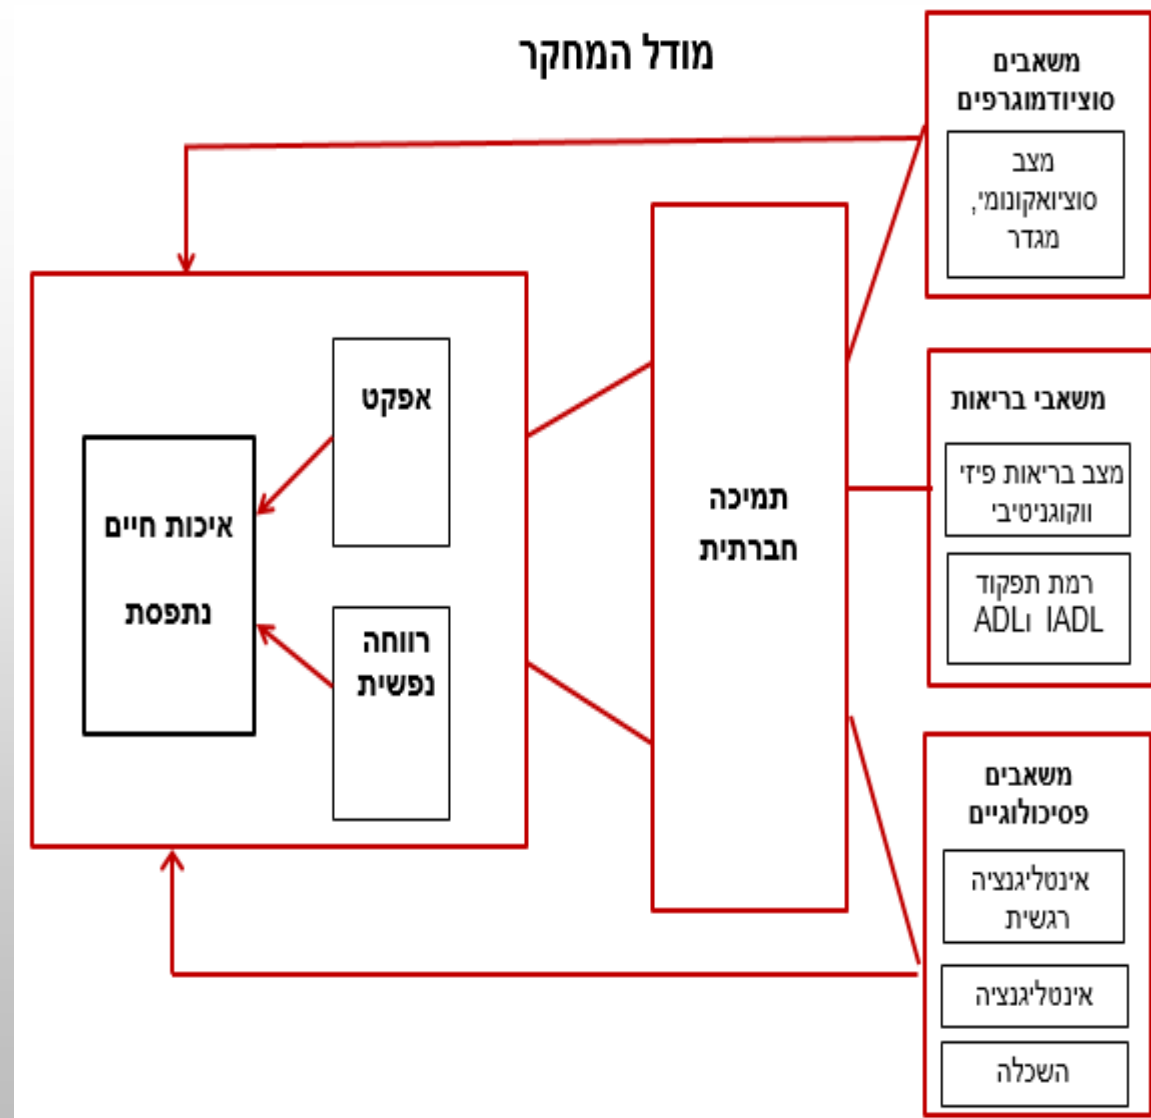 מודל המחקר
משאבים
סוציודמוגרפים
מצב
סוציואקונומי,
מגדר
משאבי בריאות
מצב בריאות פיזי
ווקוגניטיבי
רמת תפקוד
ADLו IADL
משאבים
פסיכולוגיים
אינטליגנציה
רגשית
אינטליגנציה
השכלה
תמיכה
חברתית
אפקט
רווחה
נפשית
איכות חיים
נתפסת